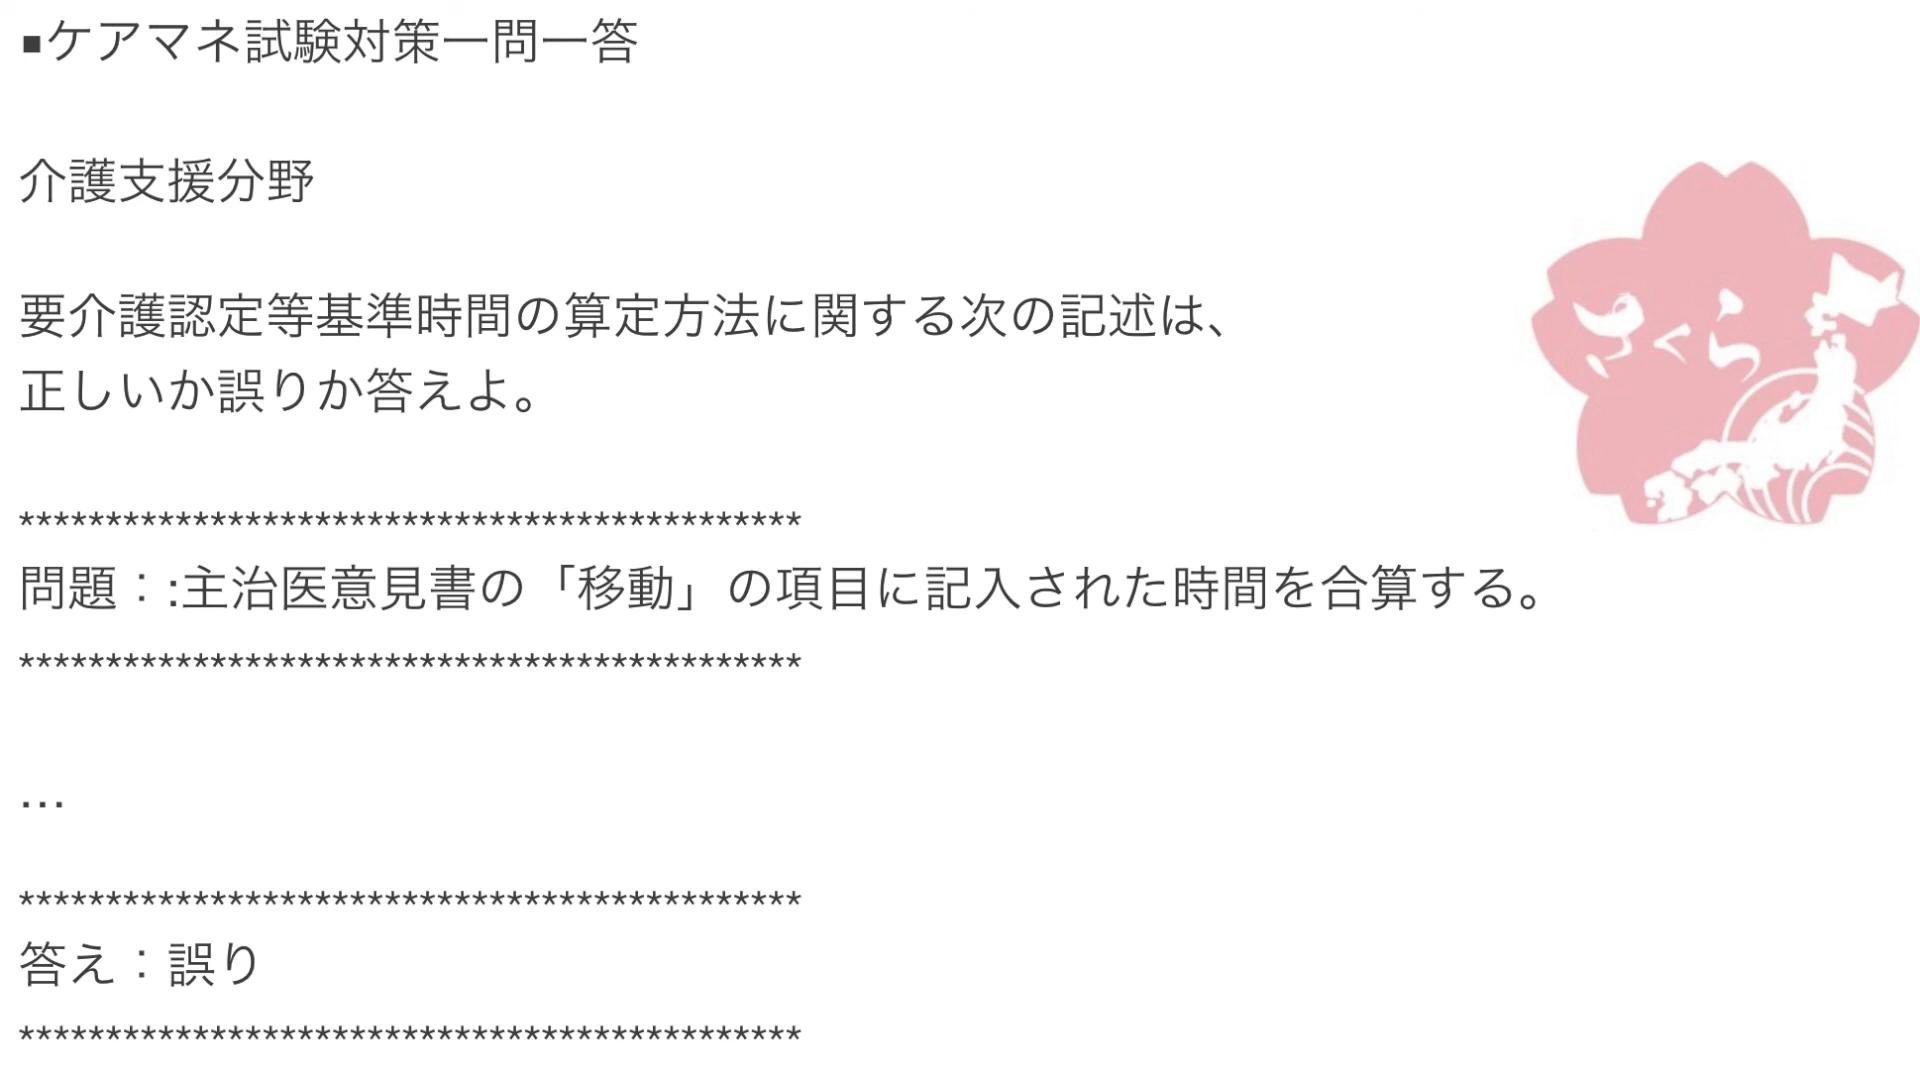 ▪ケアマネ試験対策一問一答
介護支援分野
要介護認定等基準時間の算定方法に関する次の記述は、
正しいか誤りか答えよ。
*********************************************
問題：:主治医意見書の「移動」の項目に記入された時間を合算する。
*********************************************
…
*********************************************
答え：誤り
*********************************************
さくら